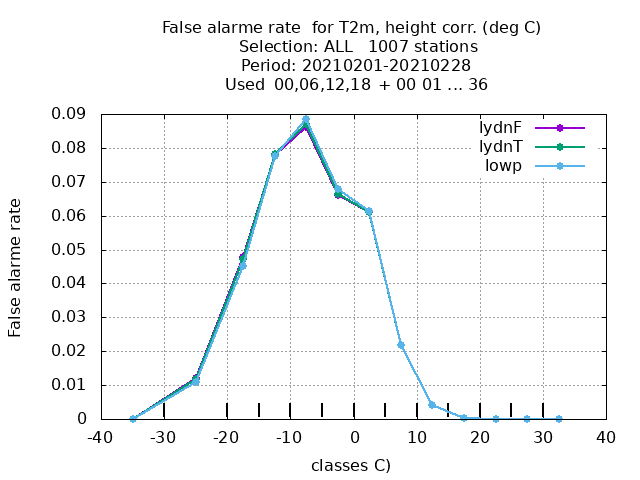 False alarme rate  for T2m, height corr. (deg C)
Selection: ALL   1007 stations
Period: 20210201-20210228
Used  00,06,12,18  + 00 01 ... 36
lydnF
lydnT
lowp
0.09
0.08
0.07
0.06
0.05
0.04
0.03
0.02
0.01
0
False alarme rate
-40
-30
-20
-10
0
10
20
30
40
classes C)